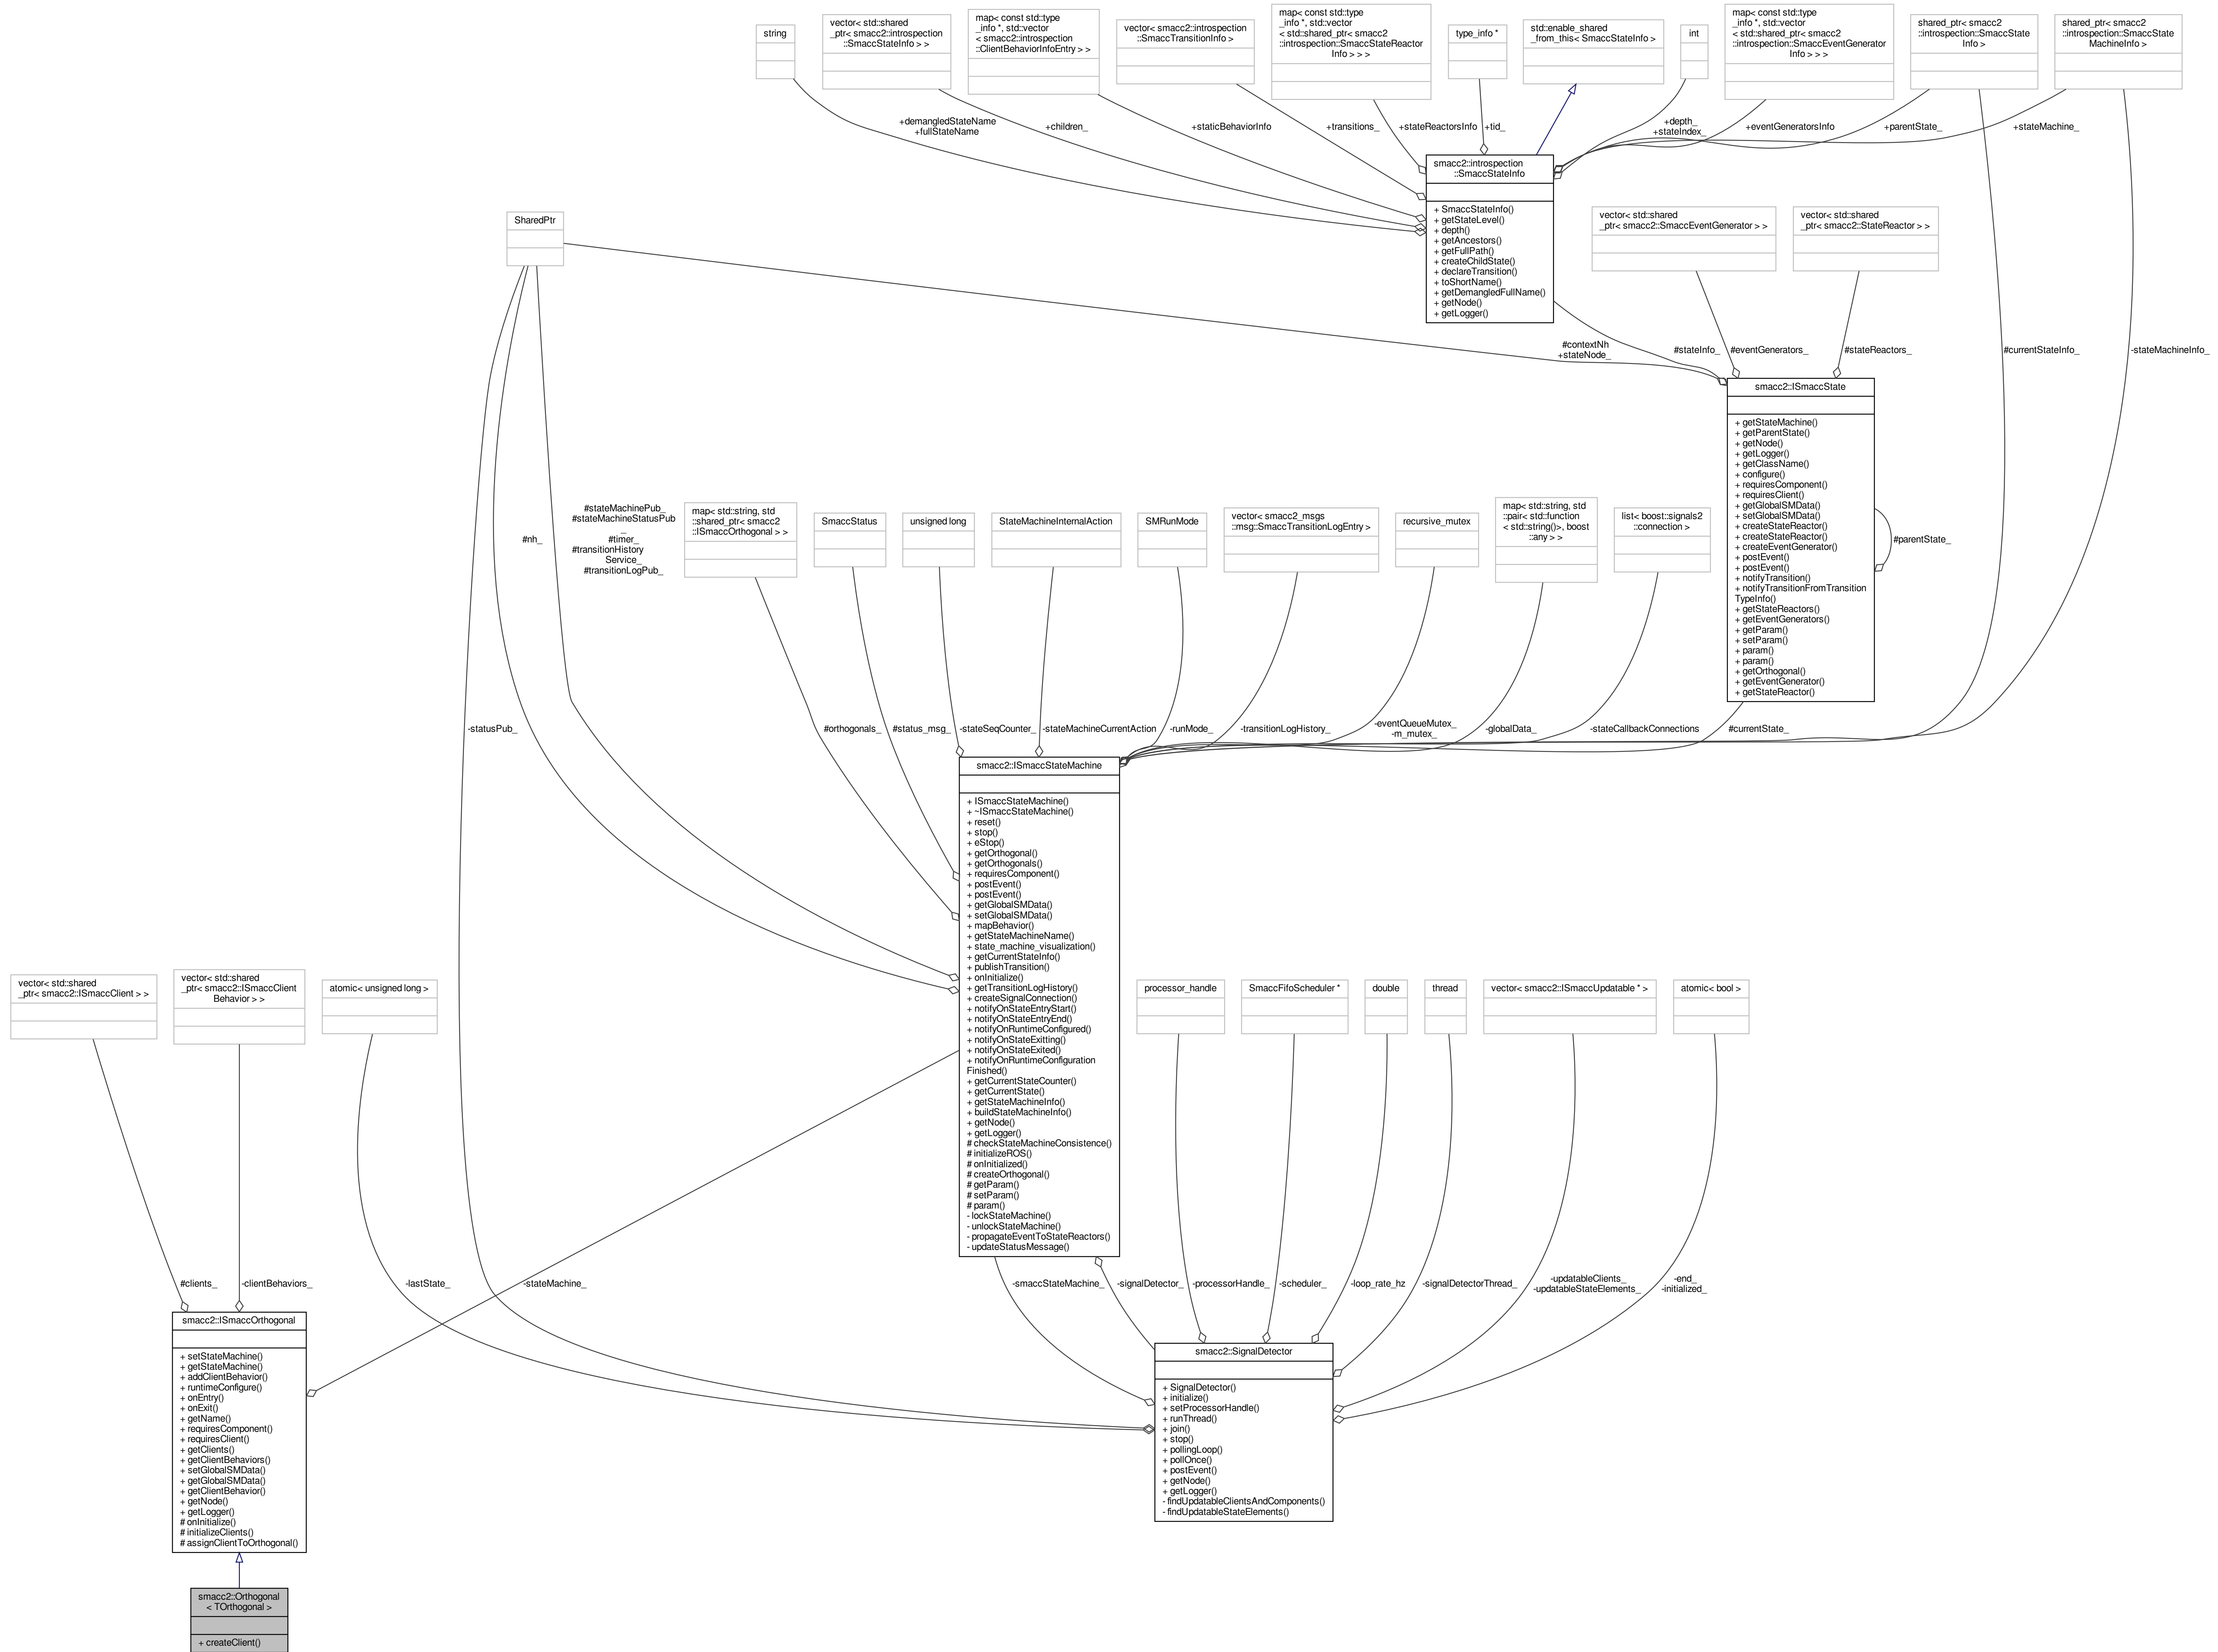 string
vector< std::shared
_ptr< smacc2::introspection
::SmaccStateInfo > >
map< const std::type
_info *, std::vector
< smacc2::introspection
::ClientBehaviorInfoEntry > >
vector< smacc2::introspection
::SmaccTransitionInfo >
map< const std::type
_info *, std::vector
< std::shared_ptr< smacc2
::introspection::SmaccStateReactor
Info > > >
type_info *
std::enable_shared
_from_this< SmaccStateInfo >
int
map< const std::type
_info *, std::vector
< std::shared_ptr< smacc2
::introspection::SmaccEventGenerator
Info > > >
shared_ptr< smacc2
::introspection::SmaccState
Info >
shared_ptr< smacc2
::introspection::SmaccState
MachineInfo >
+demangledStateName
+fullStateName
+children_
+staticBehaviorInfo
+transitions_
+stateReactorsInfo
+tid_
+depth_
+stateIndex_
+eventGeneratorsInfo
+parentState_
+stateMachine_
smacc2::introspection
::SmaccStateInfo
+ SmaccStateInfo()
+ getStateLevel()
+ depth()
+ getAncestors()
+ getFullPath()
+ createChildState()
+ declareTransition()
+ toShortName()
+ getDemangledFullName()
+ getNode()
+ getLogger()
SharedPtr
vector< std::shared
_ptr< smacc2::SmaccEventGenerator > >
vector< std::shared
_ptr< smacc2::StateReactor > >
#contextNh
+stateNode_
#stateInfo_
#eventGenerators_
#stateReactors_
#currentStateInfo_
-stateMachineInfo_
smacc2::ISmaccState
+ getStateMachine()
+ getParentState()
+ getNode()
+ getLogger()
+ getClassName()
+ configure()
+ requiresComponent()
+ requiresClient()
+ getGlobalSMData()
+ setGlobalSMData()
+ createStateReactor()
+ createStateReactor()
+ createEventGenerator()
+ postEvent()
+ postEvent()
+ notifyTransition()
+ notifyTransitionFromTransition
TypeInfo()
+ getStateReactors()
+ getEventGenerators()
+ getParam()
+ setParam()
+ param()
+ param()
+ getOrthogonal()
+ getEventGenerator()
+ getStateReactor()
#parentState_
#nh_
#stateMachinePub_
#stateMachineStatusPub
_
#timer_
#transitionHistory
Service_
#transitionLogPub_
map< std::string, std
::shared_ptr< smacc2
::ISmaccOrthogonal > >
SmaccStatus
unsigned long
StateMachineInternalAction
SMRunMode
vector< smacc2_msgs
::msg::SmaccTransitionLogEntry >
recursive_mutex
map< std::string, std
::pair< std::function
< std::string()>, boost
::any > >
list< boost::signals2
::connection >
-statusPub_
#orthogonals_
#status_msg_
-stateSeqCounter_
-stateMachineCurrentAction
-runMode_
-transitionLogHistory_
-eventQueueMutex_
-m_mutex_
-globalData_
-stateCallbackConnections
#currentState_
smacc2::ISmaccStateMachine
+ ISmaccStateMachine()
+ ~ISmaccStateMachine()
+ reset()
+ stop()
+ eStop()
+ getOrthogonal()
+ getOrthogonals()
+ requiresComponent()
+ postEvent()
+ postEvent()
+ getGlobalSMData()
+ setGlobalSMData()
+ mapBehavior()
+ getStateMachineName()
+ state_machine_visualization()
+ getCurrentStateInfo()
+ publishTransition()
+ onInitialize()
+ getTransitionLogHistory()
+ createSignalConnection()
+ notifyOnStateEntryStart()
+ notifyOnStateEntryEnd()
+ notifyOnRuntimeConfigured()
+ notifyOnStateExitting()
+ notifyOnStateExited()
+ notifyOnRuntimeConfiguration
Finished()
+ getCurrentStateCounter()
+ getCurrentState()
+ getStateMachineInfo()
+ buildStateMachineInfo()
+ getNode()
+ getLogger()
# checkStateMachineConsistence()
# initializeROS()
# onInitialized()
# createOrthogonal()
# getParam()
# setParam()
# param()
- lockStateMachine()
- unlockStateMachine()
- propagateEventToStateReactors()
- updateStatusMessage()
vector< std::shared
_ptr< smacc2::ISmaccClient > >
vector< std::shared
_ptr< smacc2::ISmaccClient
Behavior > >
atomic< unsigned long >
processor_handle
SmaccFifoScheduler *
double
thread
vector< smacc2::ISmaccUpdatable * >
atomic< bool >
#clients_
-clientBehaviors_
-lastState_
-stateMachine_
-smaccStateMachine_
-signalDetector_
-processorHandle_
-scheduler_
-loop_rate_hz
-signalDetectorThread_
-updatableClients_
-updatableStateElements_
-end_
-initialized_
smacc2::ISmaccOrthogonal
+ setStateMachine()
+ getStateMachine()
+ addClientBehavior()
+ runtimeConfigure()
+ onEntry()
+ onExit()
+ getName()
+ requiresComponent()
+ requiresClient()
+ getClients()
+ getClientBehaviors()
+ setGlobalSMData()
+ getGlobalSMData()
+ getClientBehavior()
+ getNode()
+ getLogger()
# onInitialize()
# initializeClients()
# assignClientToOrthogonal()
smacc2::SignalDetector
+ SignalDetector()
+ initialize()
+ setProcessorHandle()
+ runThread()
+ join()
+ stop()
+ pollingLoop()
+ pollOnce()
+ postEvent()
+ getNode()
+ getLogger()
- findUpdatableClientsAndComponents()
- findUpdatableStateElements()
smacc2::Orthogonal
< TOrthogonal >
+ createClient()